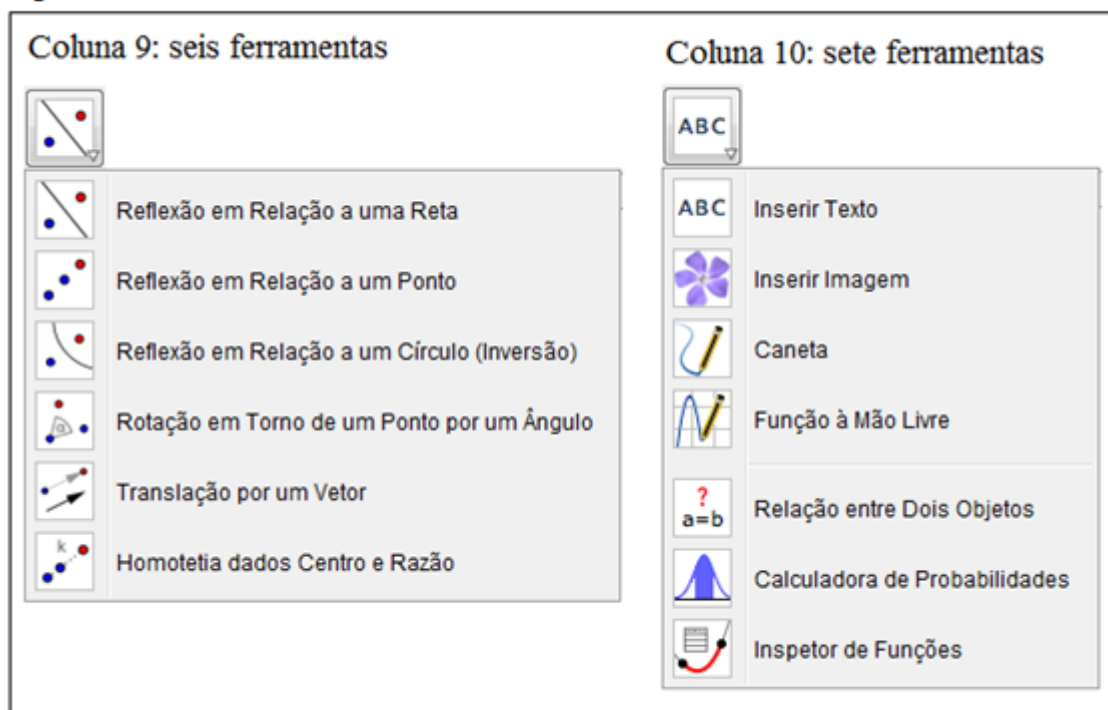 Coluna 9: seis ferramentas
Reflexão em Relação a uma Reta
Reflexão em Relação a um Ponto
Reflexão em Relação a um Círculo (Inversão)
α
Rotação em Torno de um Ponto por um Ângulo
Translação por um Vetor
k
Homotetia dados Centro e Razão
Coluna 10: sete ferramentas
ABC
ABC
Inserir Texto
Inserir Imagem
Caneta
Função à Mão Livre
?
a=b
Relação entre Dois Objetos
Calculadora de Probabilidades
Inspetor de Funções